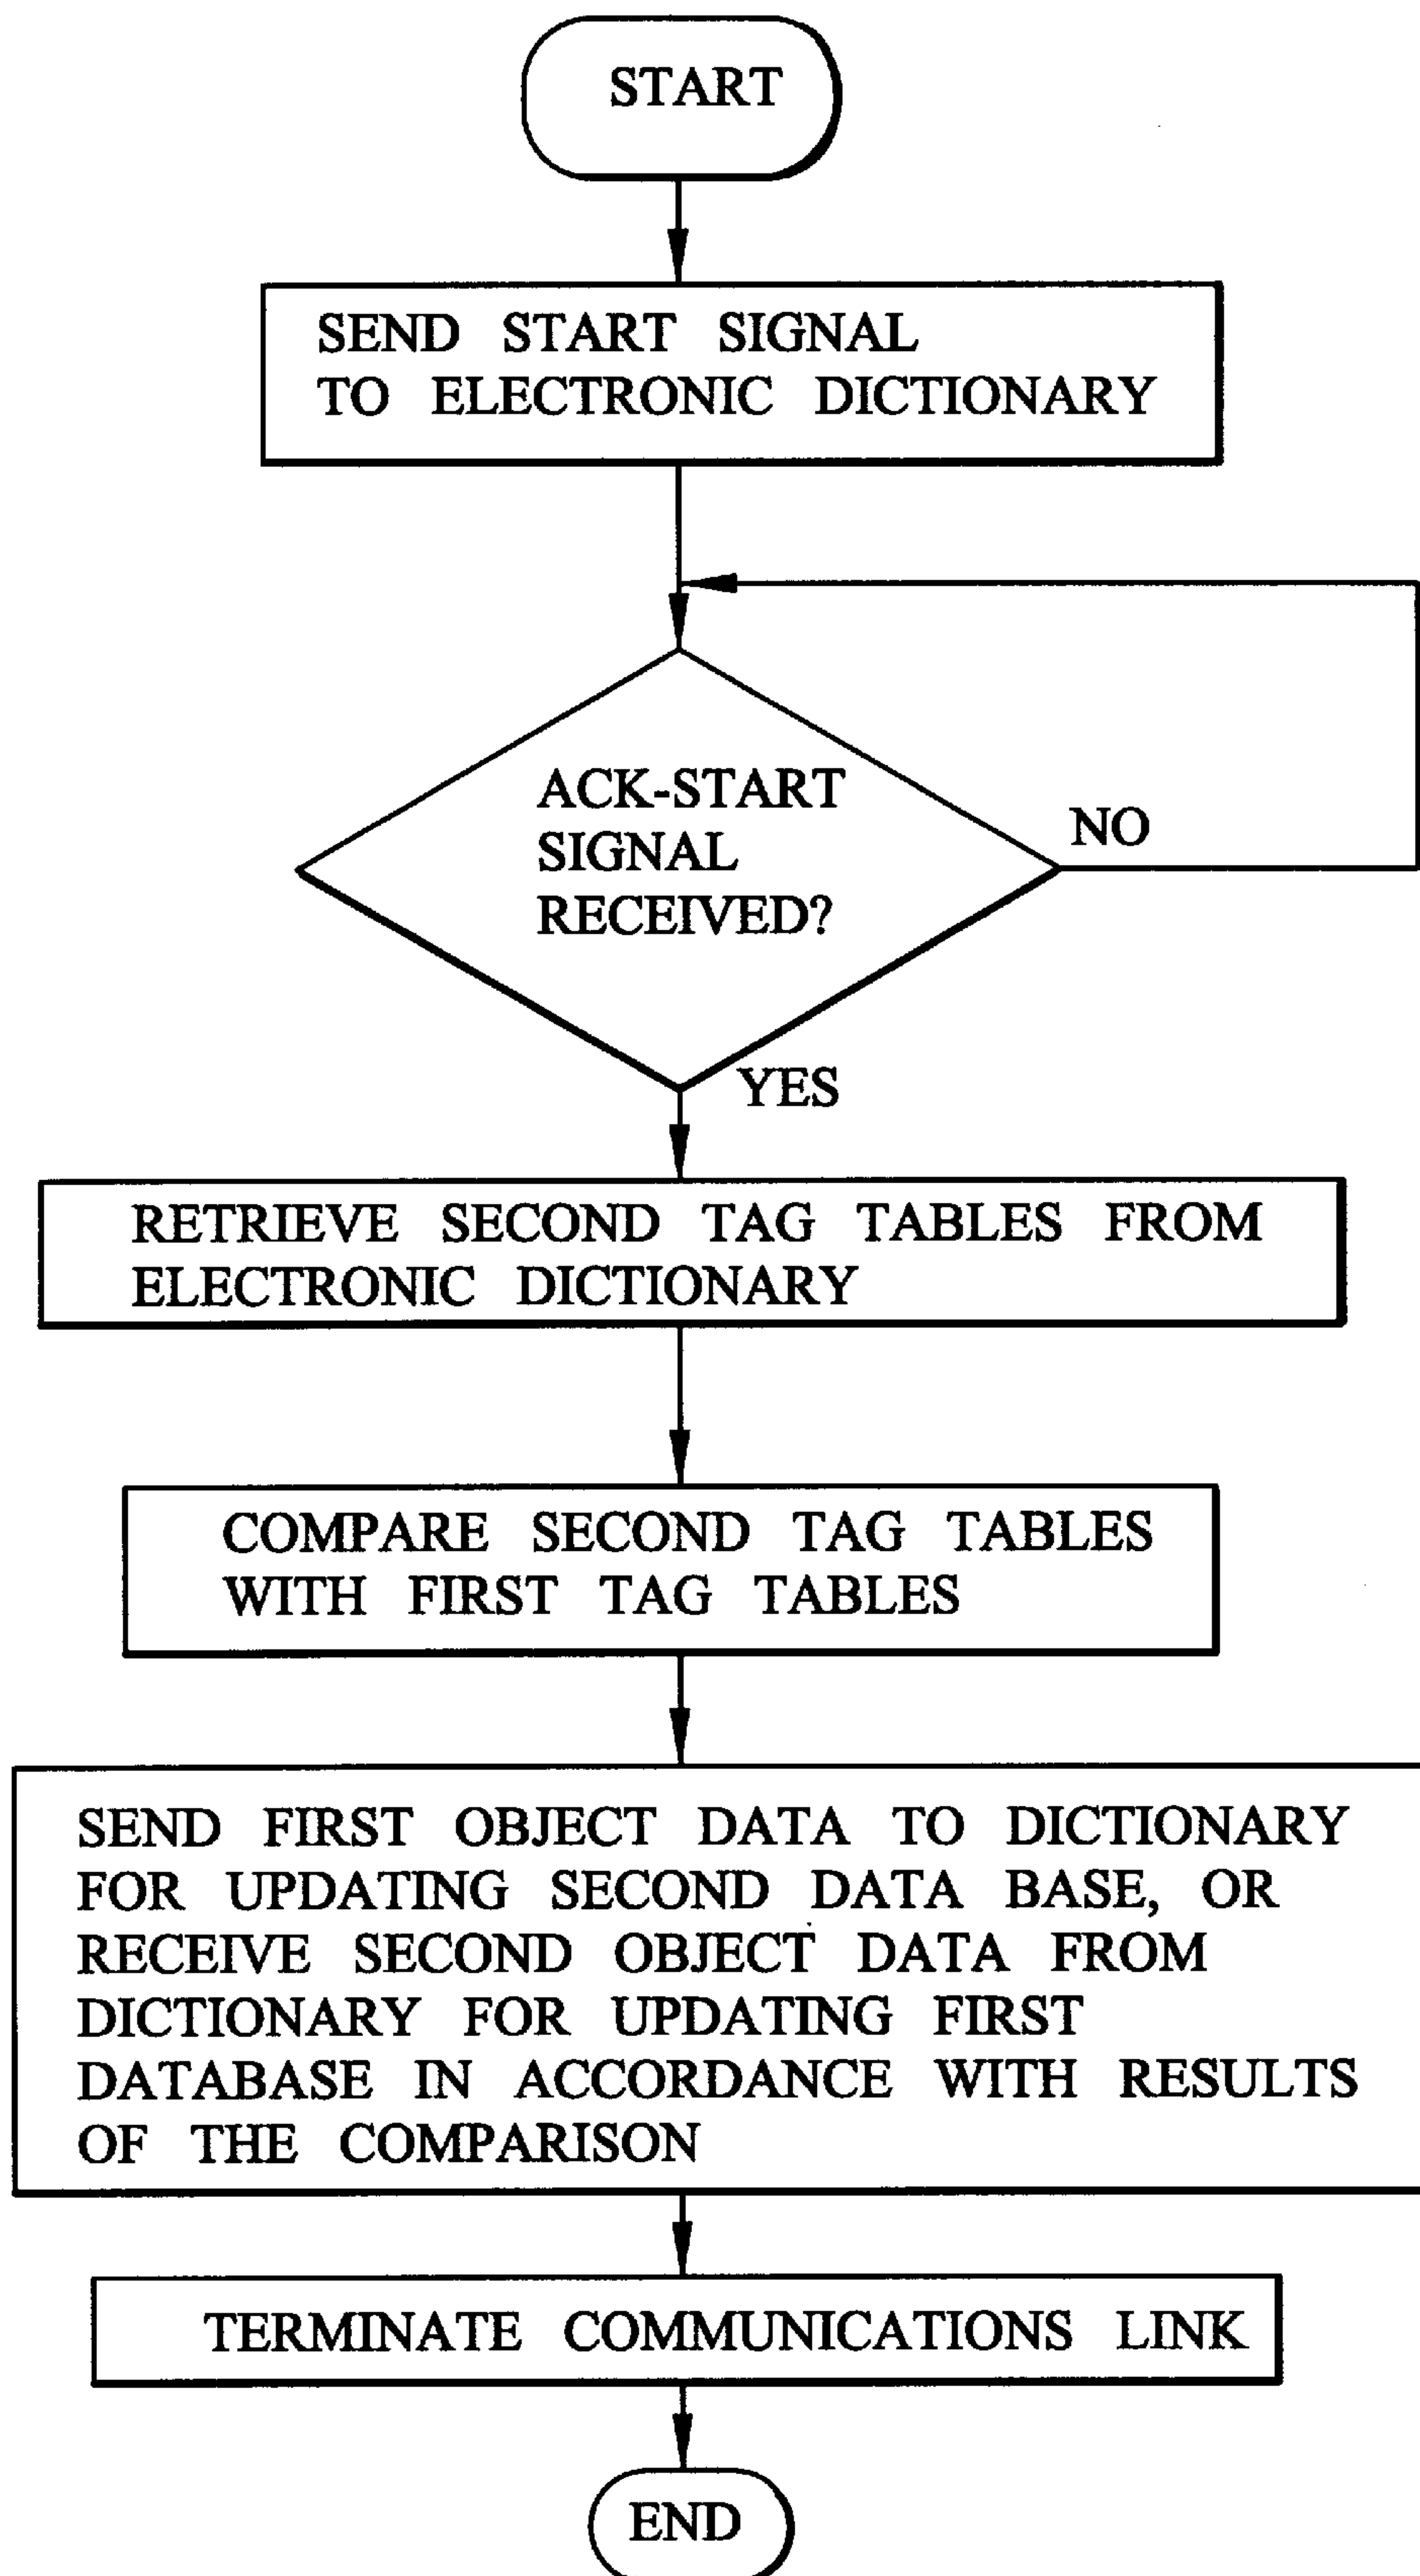 START
SEND START SIGNAL
TO ELECTRONIC DICTIONARY
ACK-START
SIGNAL
RECEIVED?
NO
YES
RETRIEVE SECOND TAG TABLES FROM
ELECTRONIC DICTIONARY
COMPARE SECOND TAG TABLES
WITH FIRST TAG TABLES
SEND FIRST OBJECT DATA TO DICTIONARY
FOR UPDATING SECOND DATA BASE, OR
RECEIVE SECOND OBJECT DATA FROM
DICTIONARY FOR UPDATING FIRST
DATABASE IN ACCORDANCE WITH RESULTS
OF THE COMPARISON
TERMINATE COMMUNICATIONS LINK
END